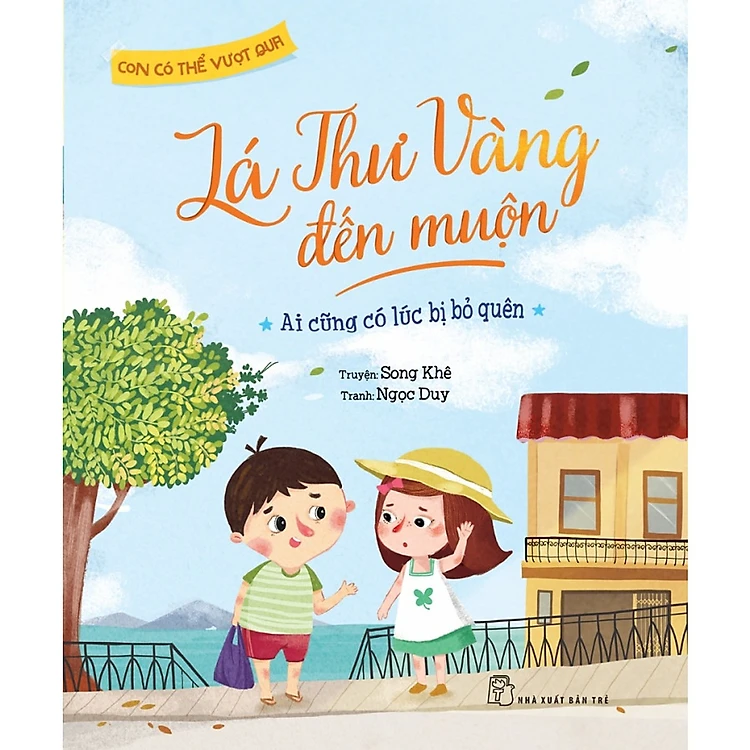 CON CÓ THỂ VƯỢT QUA
Lá Thư Vàng
đến muộn
Ai cũng có lúc bị bỏ quên
Truyện: Song Khê
Tranh: Ngọc Duy
NHÀ XUẤT BẢN TRẺ